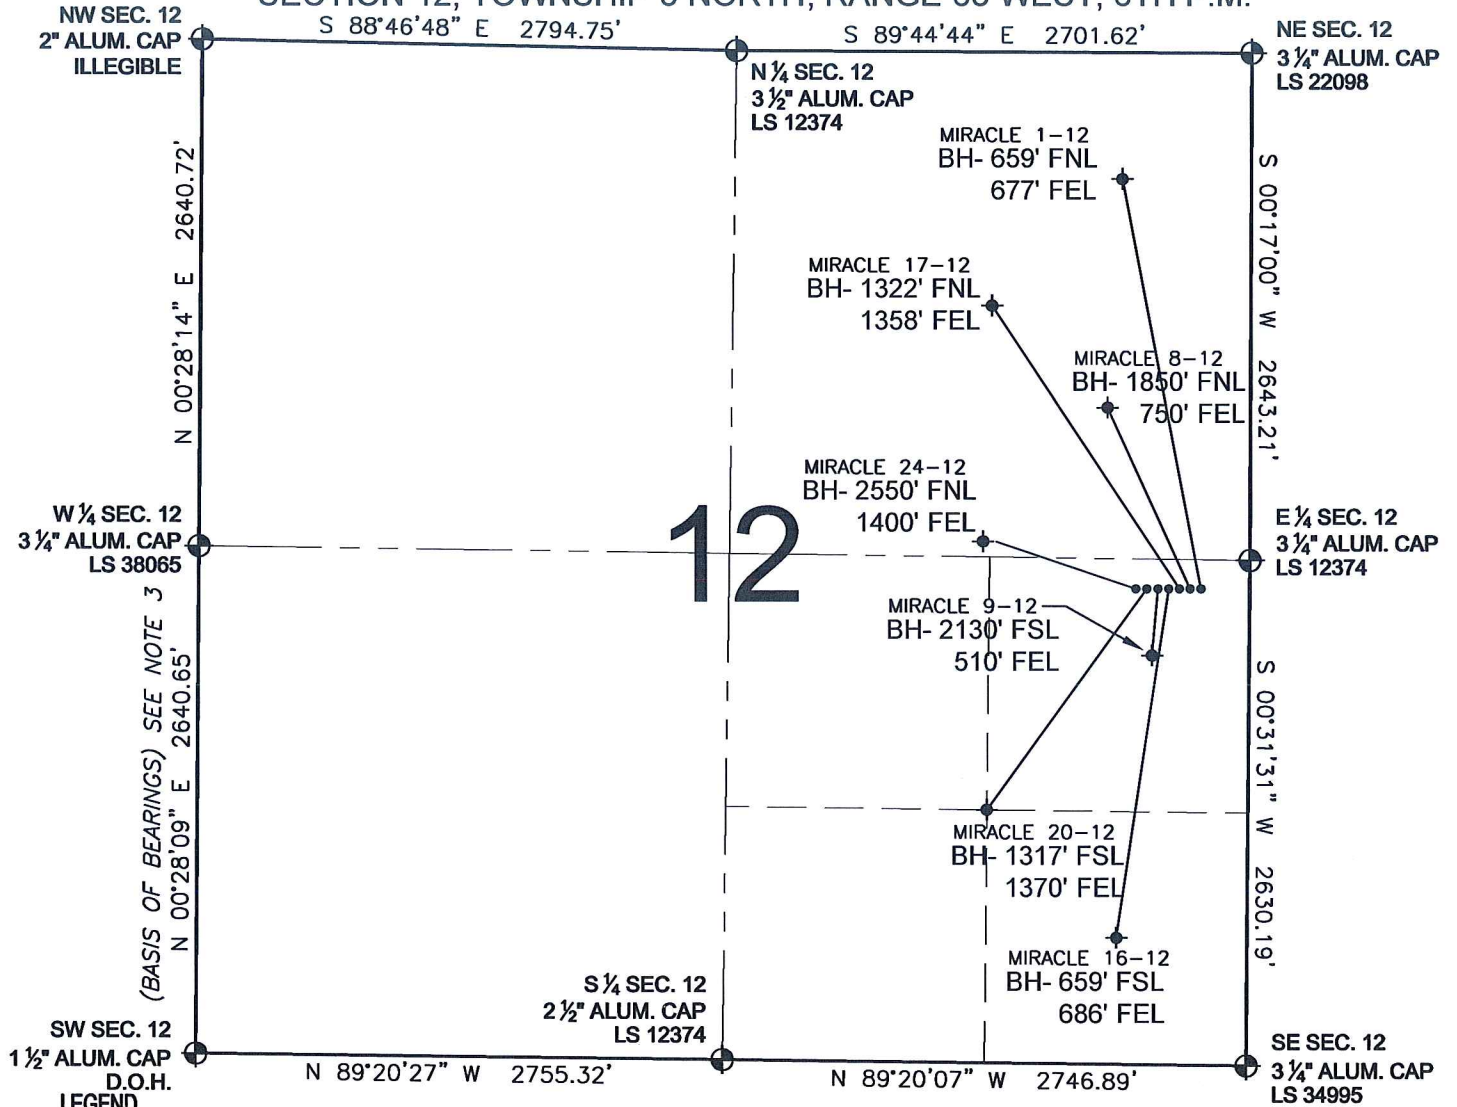 NW SEC. 12
2" ALUM. CAP
ILLEGIBLE
S 88°46'48" E 2794.75'
S 89°44'44" E 2701.62'
NE SEC. 12
3 ¼" ALUM. CAP
LS 22098
N ¼ SEC. 12
3 ½" ALUM. CAP
LS 12374
MIRACLE 1-12
BH- 659' FNL
677' FEL
N 00°28'14" E 2640.72'
S 00°17'00" W 2643.21'
MIRACLE 17-12
BH- 1322' FNL
1358' FEL
MIRACLE 8-12
BH- 1850' FNL
750' FEL
MIRACLE 24-12
BH- 2550' FNL
1400' FEL
W ¼ SEC. 12
3 ¼" ALUM. CAP
LS 38065
12
E ¼ SEC. 12
3 ¼" ALUM. CAP
LS 12374
MIRACLE 9-12
BH- 2130' FSL
510' FEL
(BASIS OF BEARINGS) SEE NOTE 3
N 00°28'09" E 2640.65'
S 00°31'31" W 2630.19'
MIRACLE 20-12
BH- 1317' FSL
1370' FEL
MIRACLE 16-12
BH- 659' FSL
686' FEL
S ¼ SEC. 12
2 ½" ALUM. CAP
LS 12374
SW SEC. 12
1 ½" ALUM. CAP
D.O.H.
N 89°20'27" W 2755.32'
N 89°20'07" W 2746.89'
SE SEC. 12
3 ¼" ALUM. CAP
LS 34995
LEGEND